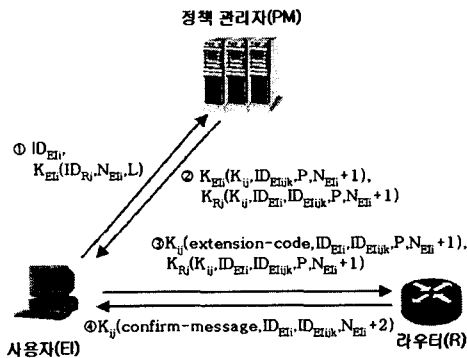 정책 관리자(PM)
① ID_EIi,
K_EIi(ID_Rj,N_EIi,L)
② K_EIi(K_ij,ID_EIijk,P,N_EIi+1),
K_Rj(K_ij,ID_EIi,ID_EIijk,P,N_EIi+1)
③K_ij(extension-code,ID_EIi,ID_EIijk,P,N_EIi+1),
K_Rj(K_ij,ID_EIi,ID_EIijk,P,N_EIi+1)
④K_ij(confirm-message,ID_EIi,ID_EIijk,N_EIi+2)
사용자(EI)
라우터(R)